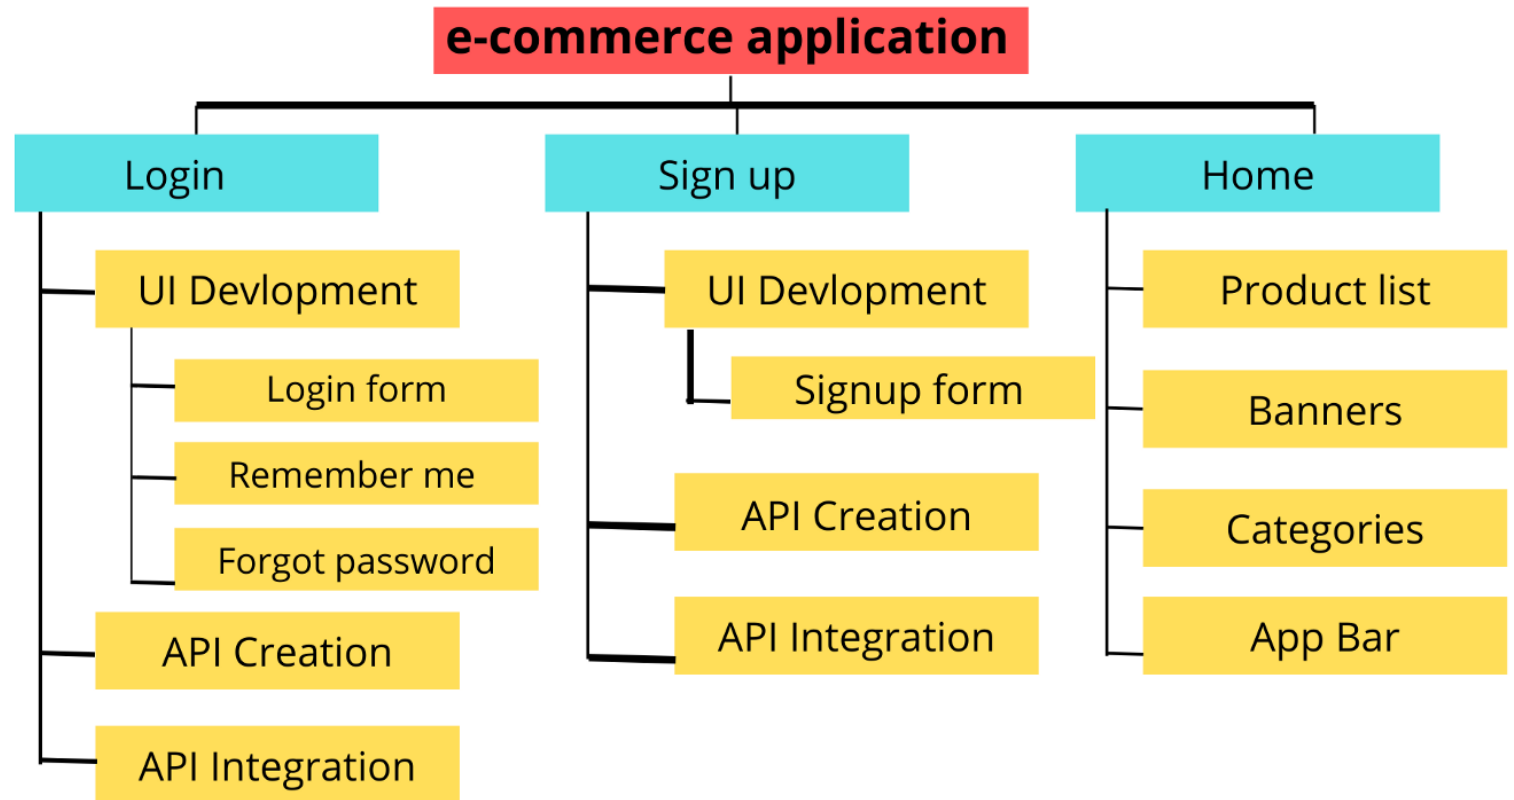 e-commerce application
Login
UI Devlopment
Login form
Remember me
Forgot password
API Creation
API Integration
Sign up
UI Devlopment
Signup form
API Creation
API Integration
Home
Product list
Banners
Categories
App Bar